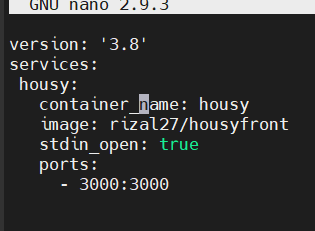 GNU nano 2.9.3
version: '3.8'
services:
 housy:
   container_name: housy
   image: rizal27/housyfront
   stdin_open: true
   ports:
     - 3000:3000